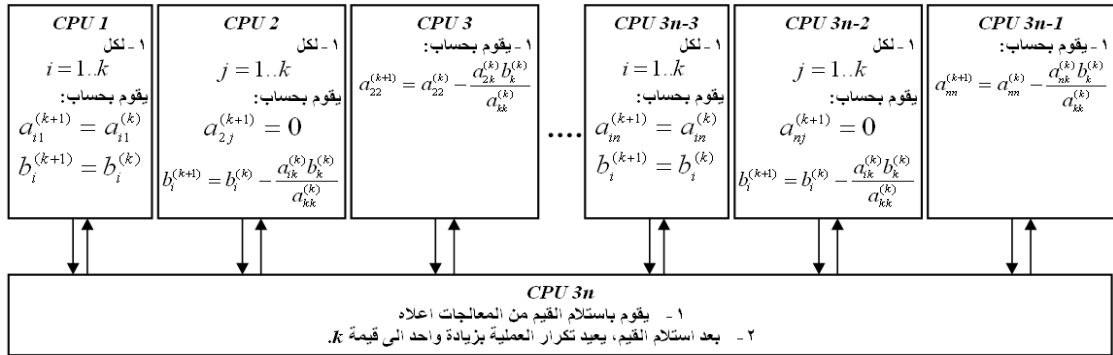 CPU 1
١ - لكل
i = 1..k
يقوم بحساب:
a_{i1}^{(k+1)} = a_{i1}^{(k)}
b_i^{(k+1)} = b_i^{(k)}
CPU 2
١ - لكل
j = 1..k
يقوم بحساب:
a_{2j}^{(k+1)} = 0
b_i^{(k+1)} = b_i^{(k)} - \frac{a_{ik}^{(k)} b_k^{(k)}}{a_{kk}^{(k)}}
CPU 3
١ - يقوم بحساب:
a_{22}^{(k+1)} = a_{22}^{(k)} - \frac{a_{2k}^{(k)} b_k^{(k)}}{a_{kk}^{(k)}}
....
CPU 3n-3
١ - لكل
i = 1..k
يقوم بحساب:
a_{in}^{(k+1)} = a_{in}^{(k)}
b_i^{(k+1)} = b_i^{(k)}
CPU 3n-2
١ - لكل
j = 1..k
يقوم بحساب:
a_{nj}^{(k+1)} = 0
b_i^{(k+1)} = b_i^{(k)} - \frac{a_{ik}^{(k)} b_k^{(k)}}{a_{kk}^{(k)}}
CPU 3n-1
١ - يقوم بحساب:
a_{nn}^{(k+1)} = a_{nn}^{(k)} - \frac{a_{nk}^{(k)} b_k^{(k)}}{a_{kk}^{(k)}}
CPU 3n
١ - يقوم باستلام القيم من المعالجات اعلاه
٢ - بعد استلام القيم، يعيد تكرار العملية بزيادة واحد الى قيمة k.